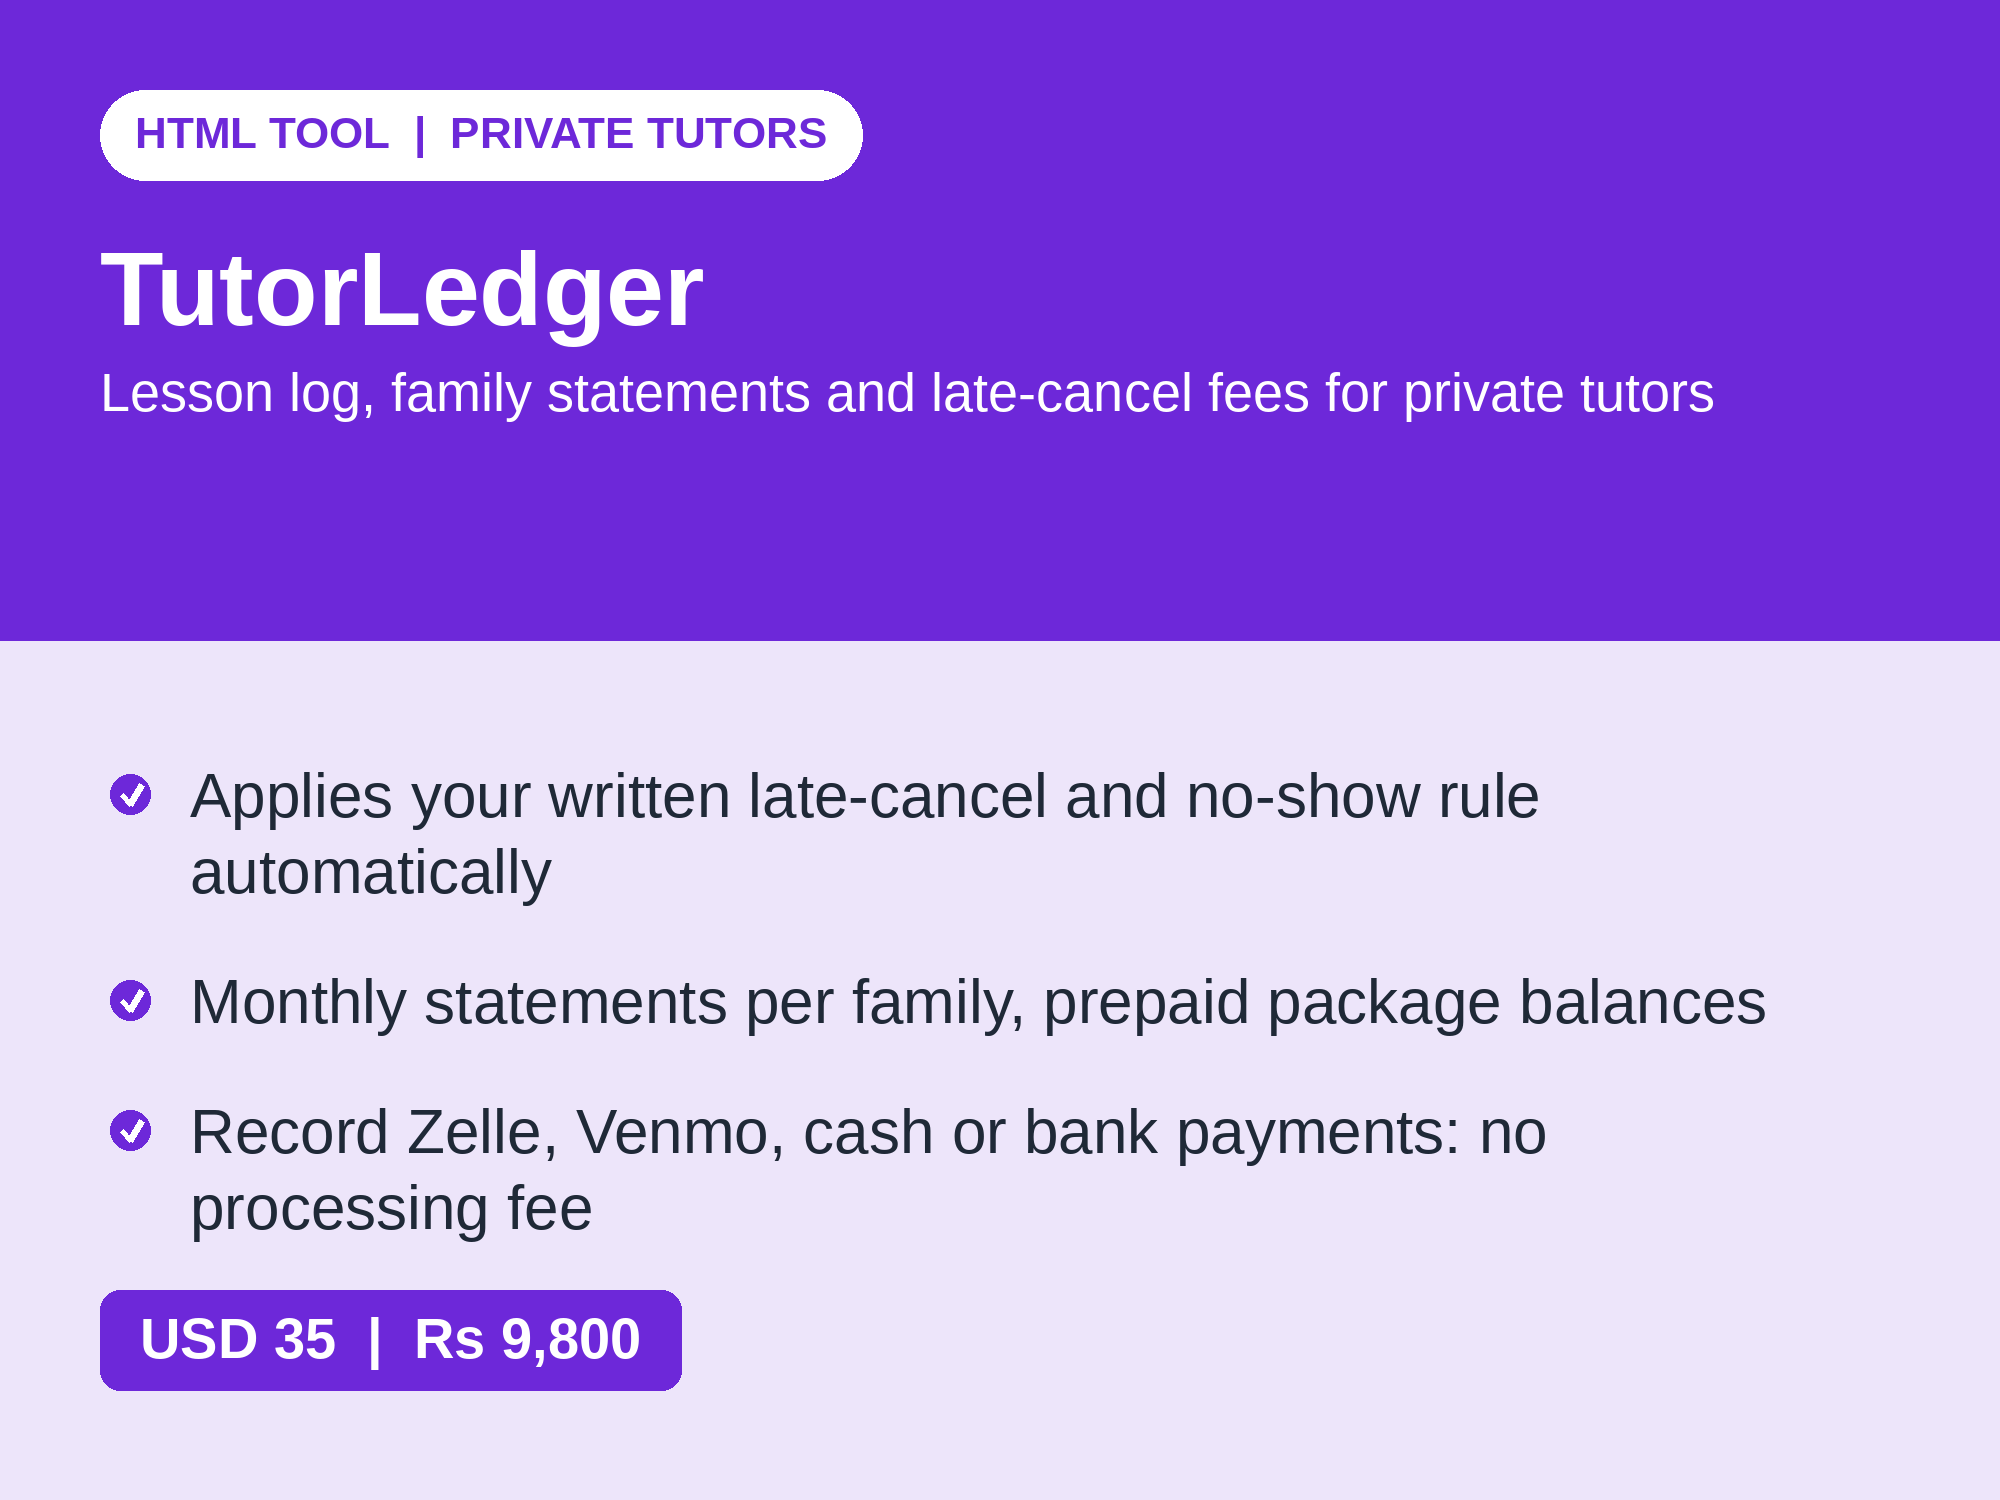 HTML TOOL | PRIVATE TUTORS
TutorLedger
Lesson log, family statements and late-cancel fees for private tutors
Applies your written late-cancel and no-show rule
automatically
Monthly statements per family, prepaid package balances
Record Zelle, Venmo, cash or bank payments: no
processing fee
USD 35 | Rs 9,800